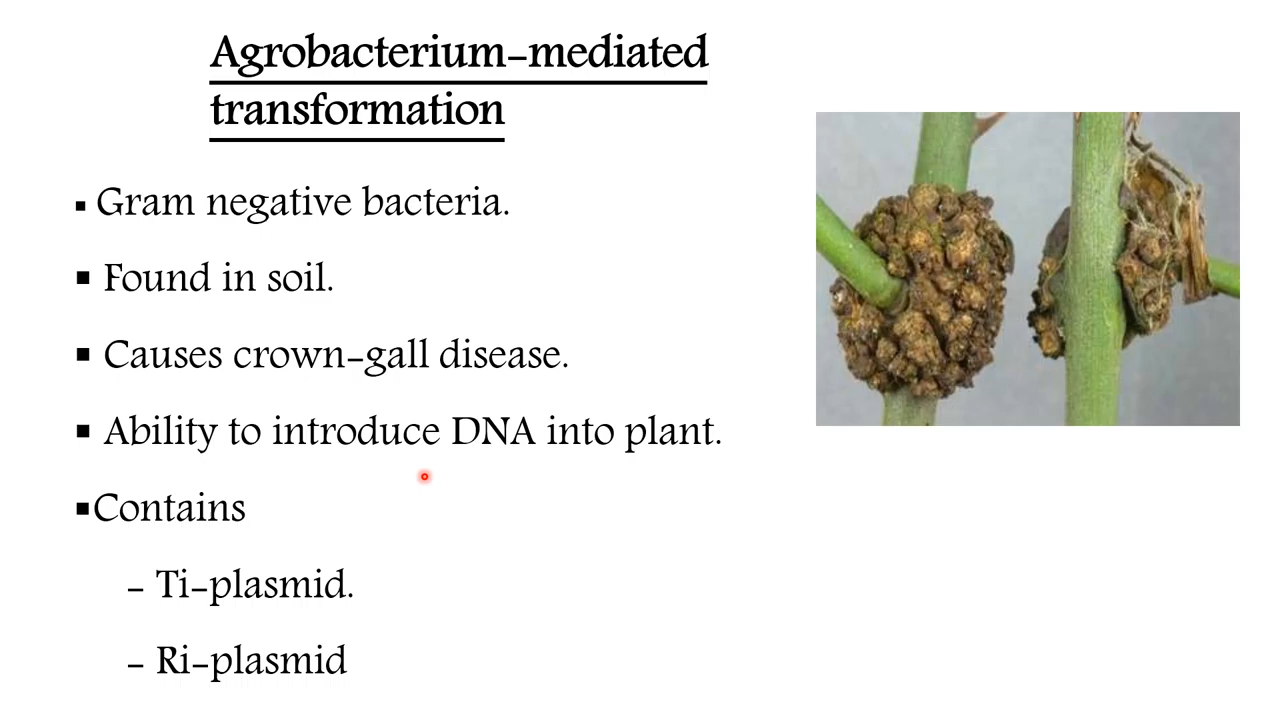 Agrobacterium-mediated
transformation
▪ Gram negative bacteria.
▪ Found in soil.
▪ Causes crown-gall disease.
▪ Ability to introduce DNA into plant.
▪Contains
- Ti-plasmid.
- Ri-plasmid